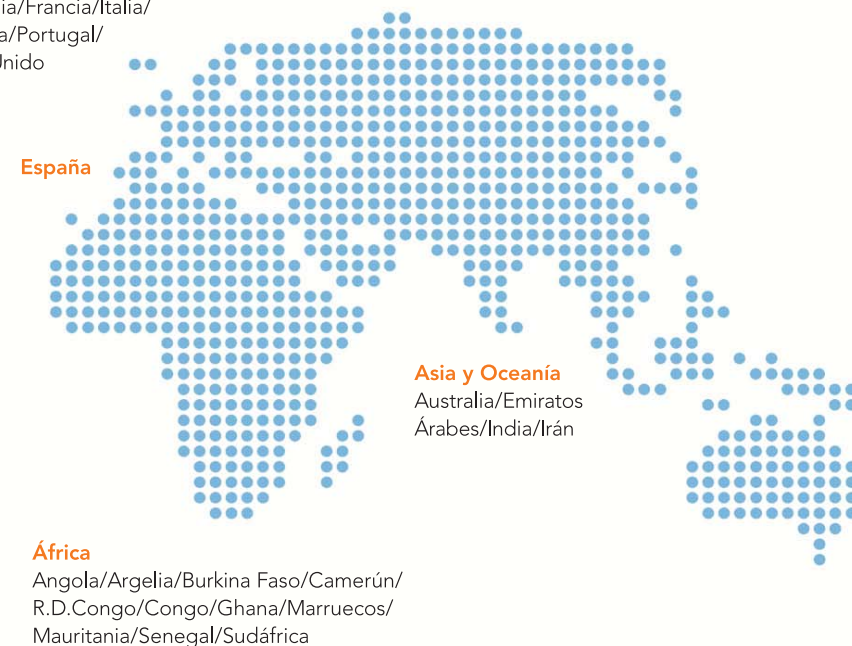 ia/Francia/Italia/
a/Portugal/
Unido
España
Asia y Oceanía
Australia/Emiratos
Árabes/India/Irán
África
Angola/Argelia/Burkina Faso/Camerún/
R.D.Congo/Congo/Ghana/Marruecos/
Mauritania/Senegal/Sudáfrica